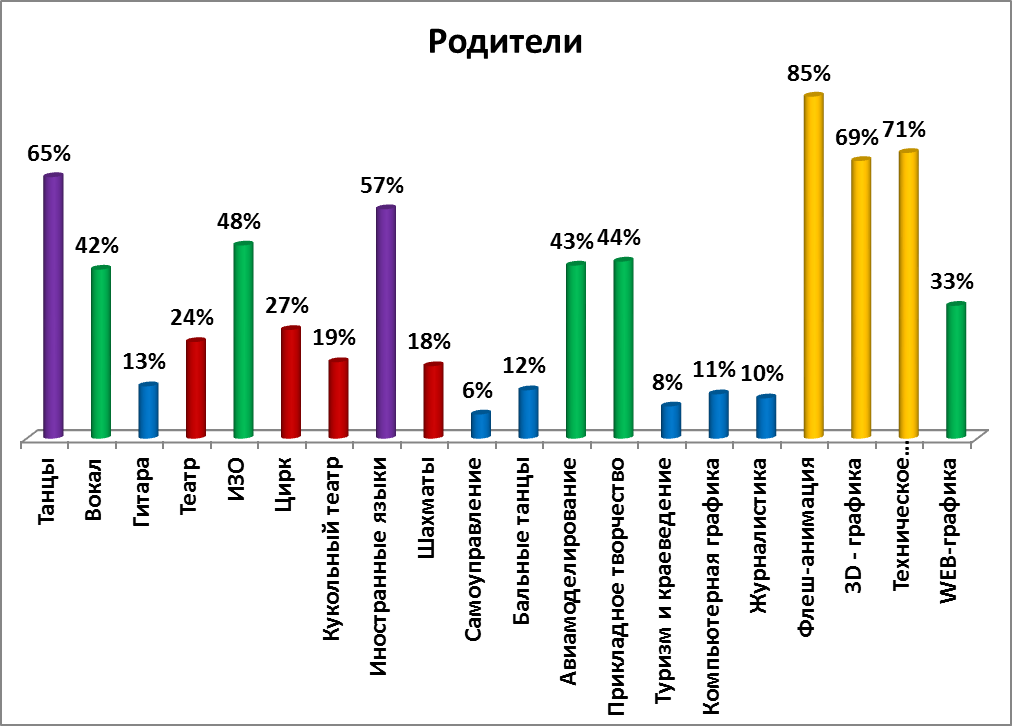 Родители
65%
42%
13%
24%
48%
27%
19%
57%
18%
6%
12%
43%
44%
8%
11%
10%
85%
69%
71%
33%
Танцы
Вокал
Гитара
Театр
ИЗО
Цирк
Кукольный театр
Иностранные языки
Шахматы
Самоуправление
Бальные танцы
Авиамоделирование
Прикладное творчество
Туризм и краеведение
Компьютерная графика
Журналистика
Флеш-анимация
3D - графика
Техническое…
WEB-графика